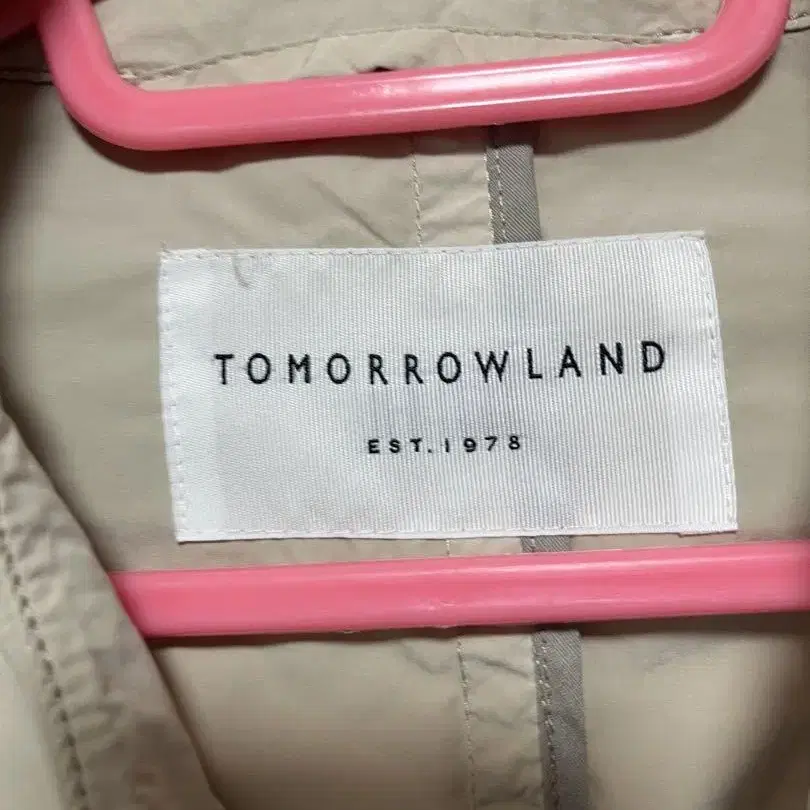 TOMORROWLAND
EST. 1978